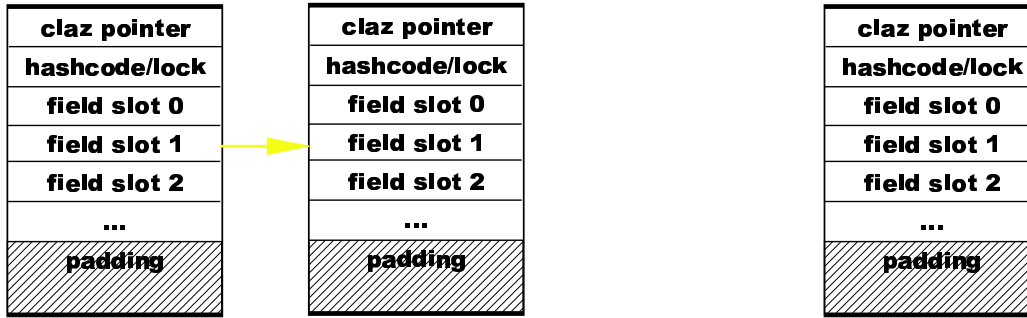 claz pointer
hashcode/lock
field slot 0
field slot 1
field slot 2
...
padding
claz pointer
hashcode/lock
field slot 0
field slot 1
field slot 2
...
padding
claz pointer
hashcode/lock
field slot 0
field slot 1
field slot 2
...
padding